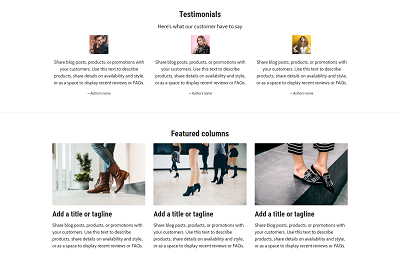 Testimonials
Here's what our customer have to say
Share blog posts, products, or promotions with
your customers. Use this text to describe
products, share details on availability and style,
or as a space to display recent reviews or FAQs.
— Author's name
Share blog posts, products, or promotions with
your customers. Use this text to describe
products, share details on availability and style,
or as a space to display recent reviews or FAQs.
— Author's name
Share blog posts, products, or promotions with
your customers. Use this text to describe
products, share details on availability and style,
or as a space to display recent reviews or FAQs.
— Author's name
Featured columns
Add a title or tagline
Share blog posts, products, or promotions
with your customers. Use this text to
describe products, share details on
availability and style, or as a space to
display recent reviews or FAQs.
Add a title or tagline
Share blog posts, products, or promotions
with your customers. Use this text to
describe products, share details on
availability and style, or as a space to
display recent reviews or FAQs.
Add a title or tagline
Share blog posts, products, or promotions
with your customers. Use this text to
describe products, share details on
availability and style, or as a space to
display recent reviews or FAQs.